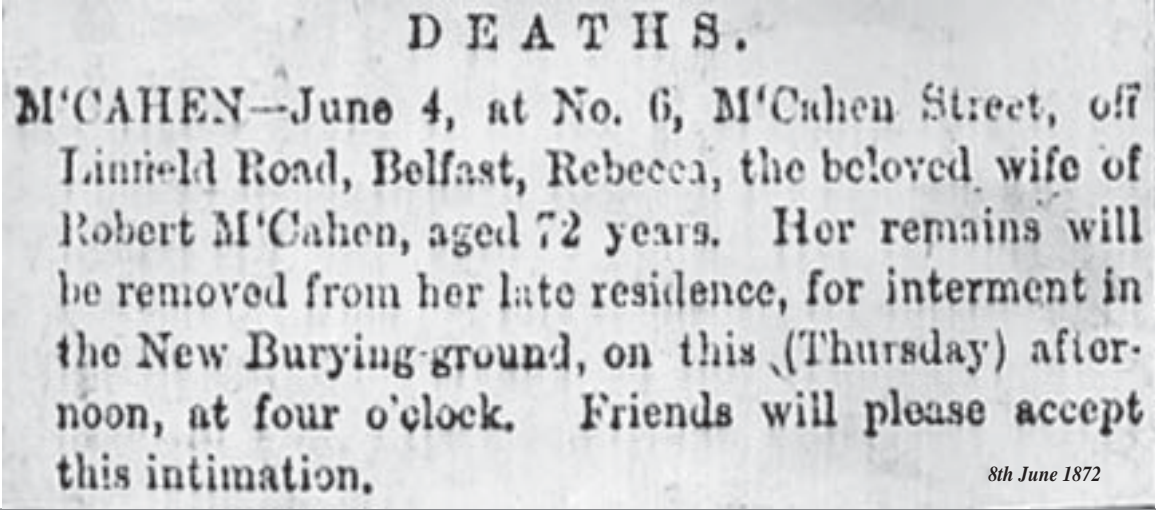 DEATHS.
M‘CAHEN—June 4, at No. 6, M‘Cahen Street, off
Linfield Road, Belfast, Rebecca, the beloved wife of
Robert M‘Cahen, aged 72 years. Her remains will
be removed from her late residence, for interment in
the New Burying-ground, on this (Thursday) after-
noon, at four o'clock. Friends will please accept
this intimation.
8th June 1872